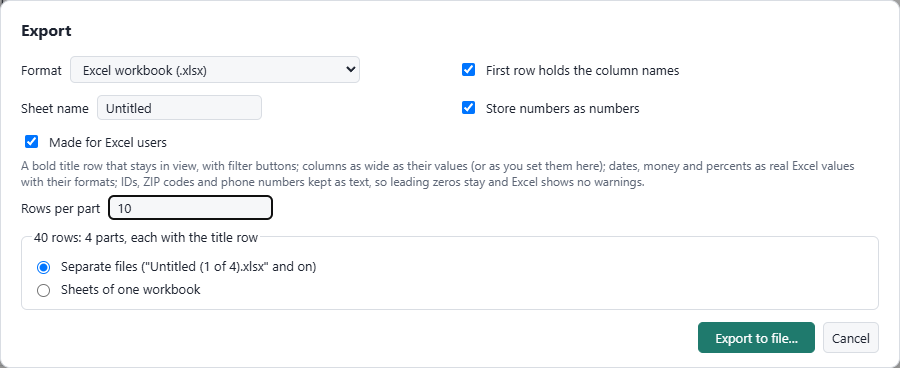 Export
Format Excel workbook (.xlsx)
First row holds the column names
Sheet name Untitled
Store numbers as numbers
Made for Excel users
A bold title row that stays in view, with filter buttons; columns as wide as their values (or as you set them here); dates, money and percents as real Excel values
with their formats; IDs, ZIP codes and phone numbers kept as text, so leading zeros stay and Excel shows no warnings.
Rows per part 10
40 rows: 4 parts, each with the title row
Separate files ("Untitled (1 of 4).xlsx" and on)
Sheets of one workbook
Export to file... Cancel